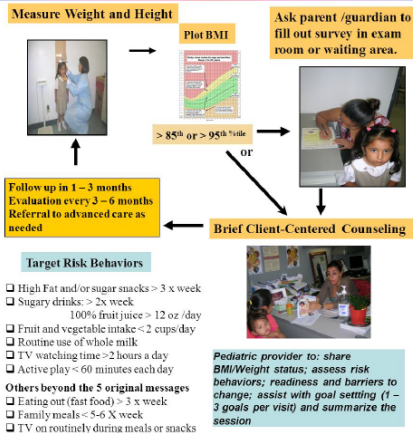 Measure Weight and Height
Plot BMI
Ask parent /guardian to
fill out survey in exam
room or waiting area.
> 85th or > 95th %tile
or
Follow up in 1 – 3 months
Evaluation every 3 – 6 months
Referral to advanced care as
needed
Brief Client-Centered Counseling
Target Risk Behaviors
❑ High Fat and/or sugar snacks > 3 x week
❑ Sugary drinks: > 2x week
100% fruit juice > 12 oz /day
❑ Fruit and vegetable intake < 2 cups/day
❑ Routine use of whole milk
❑ TV watching time >2 hours a day
❑ Active play < 60 minutes each day
Others beyond the 5 original messages
❑ Eating out (fast food) > 3 x week
❑ Family meals < 5-6 X week
❑ TV on routinely during meals or snacks
Pediatric provider to: share
BMI/Weight status; assess risk
behaviors; readiness and barriers to
change; assist with goal settting (1 –
3 goals per visit) and summarize the
session